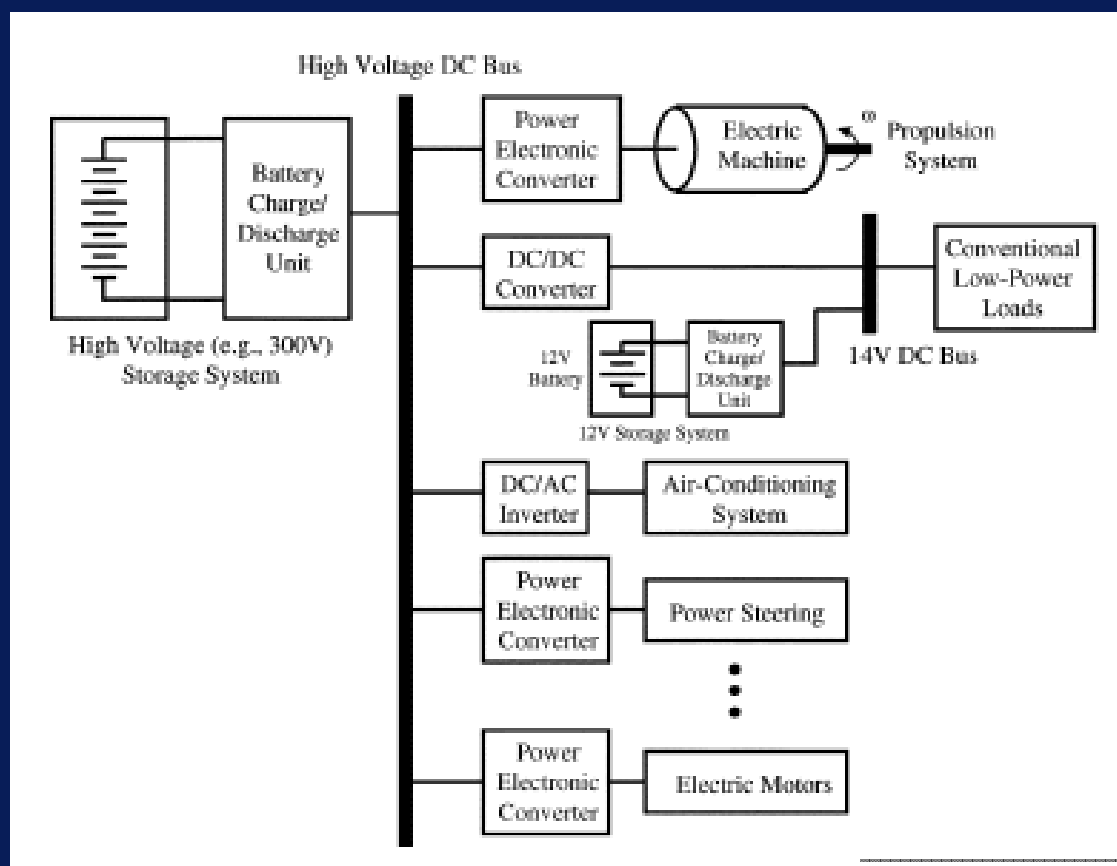 High Voltage DC Bus
Battery
Charge/
Discharge
Unit
High Voltage (e.g., 300V)
Storage System
Power
Electronic
Converter
Electric
Machine
ω
Propulsion
System
DC/DC
Converter
Conventional
Low-Power
Loads
14V DC Bus
12V
Battery
Battery
Charge/
Discharge
Unit
12V Storage System
DC/AC
Inverter
Air-Conditioning
System
Power
Electronic
Converter
Power Steering
Power
Electronic
Converter
Electric Motors